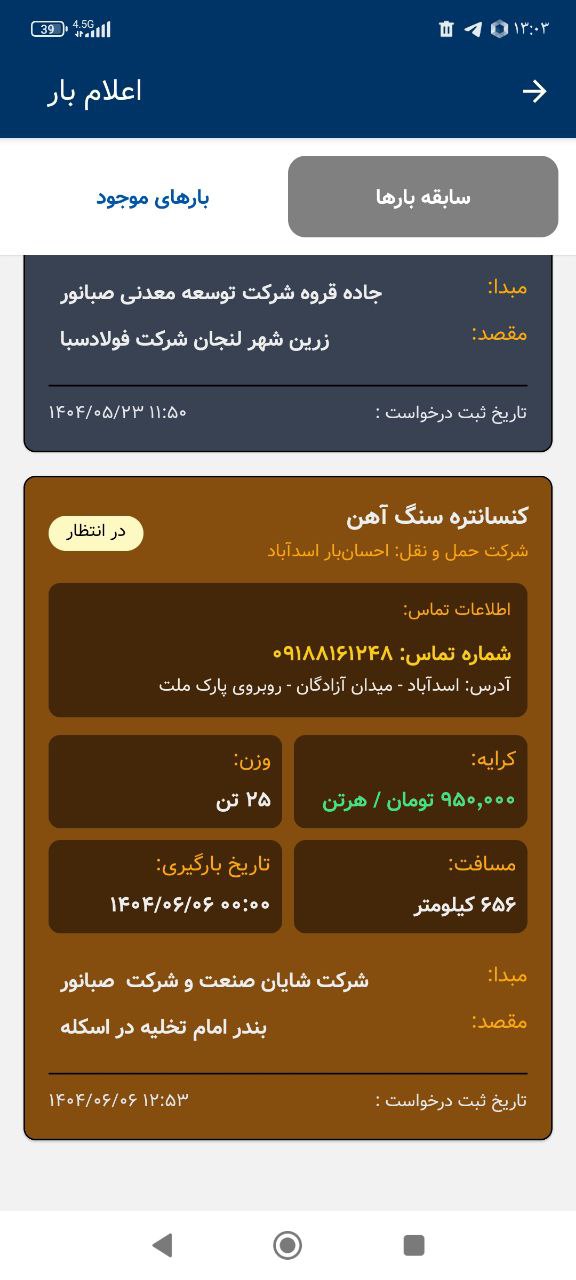 39 4.5G ۱۳:۰۳
اعلام بار
سابقه بارها
بارهای موجود
مبدا: جاده قروه شرکت توسعه معدنی صبانور
مقصد: زرین شهر لنجان شرکت فولادسبا
تاریخ ثبت درخواست : ۱۴۰۴/۰۵/۲۳ ۱۱:۵۰
کنسانتره سنگ آهن
در انتظار
شرکت حمل و نقل: احسان‌بار اسدآباد
اطلاعات تماس:
شماره تماس: ۰۹۱۸۸۱۶۱۲۴۸
آدرس: اسدآباد - میدان آزادگان - روبروی پارک ملت
کرایه:
۹۵۰,۰۰۰ تومان / هرتن
وزن:
۲۵ تن
مسافت:
۶۵۶ کیلومتر
تاریخ بارگیری:
۱۴۰۴/۰۶/۰۶ ۰۰:۰۰
مبدا: شرکت شایان صنعت و شرکت صبانور
مقصد: بندر امام تخلیه در اسکله
تاریخ ثبت درخواست : ۱۴۰۴/۰۶/۰۶ ۱۲:۵۳